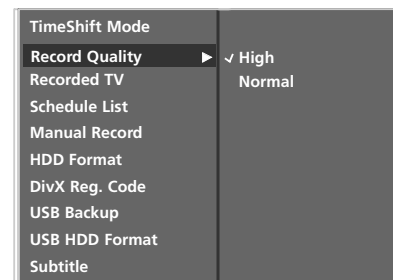 TimeShift Mode
Record Quality ▶ ✓ High
Recorded TV Normal
Schedule List
Manual Record
HDD Format
DivX Reg. Code
USB Backup
USB HDD Format
Subtitle